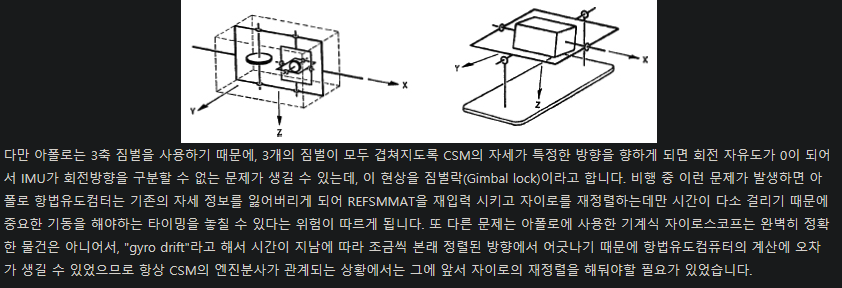 X
Y
Z
X
Y
Z
다만 아폴로는 3축 짐벌을 사용하기 때문에, 3개의 짐벌이 모두 겹쳐지도록 CSM의 자세가 특정한 방향을 향하게 되면 회전 자유도가 0이 되어
서 IMU가 회전방향을 구분할 수 없는 문제가 생길 수 있는데, 이 현상을 짐벌락(Gimbal lock)이라고 합니다. 비행 중 이런 문제가 발생하면 아
폴로 항법유도컴퓨터는 기존의 자세 정보를 잃어버리게 되어 REFSMMAT을 재입력 시키고 자이로를 재정렬하는데만 시간이 다소 걸리기 때문에
중요한 기동을 해야하는 타이밍을 놓칠 수 있다는 위험이 따르게 됩니다. 또 다른 문제는 아폴로에 사용한 기계식 자이로스코프는 완벽히 정확
한 물건은 아니어서, "gyro drift"라고 해서 시간이 지남에 따라 조금씩 본래 정렬된 방향에서 어긋나기 때문에 항법유도컴퓨터의 계산에 오차
가 생길 수 있었으므로 항상 CSM의 엔진분사가 관계되는 상황에서는 그에 앞서 자이로의 재정렬을 해둬야할 필요가 있었습니다.